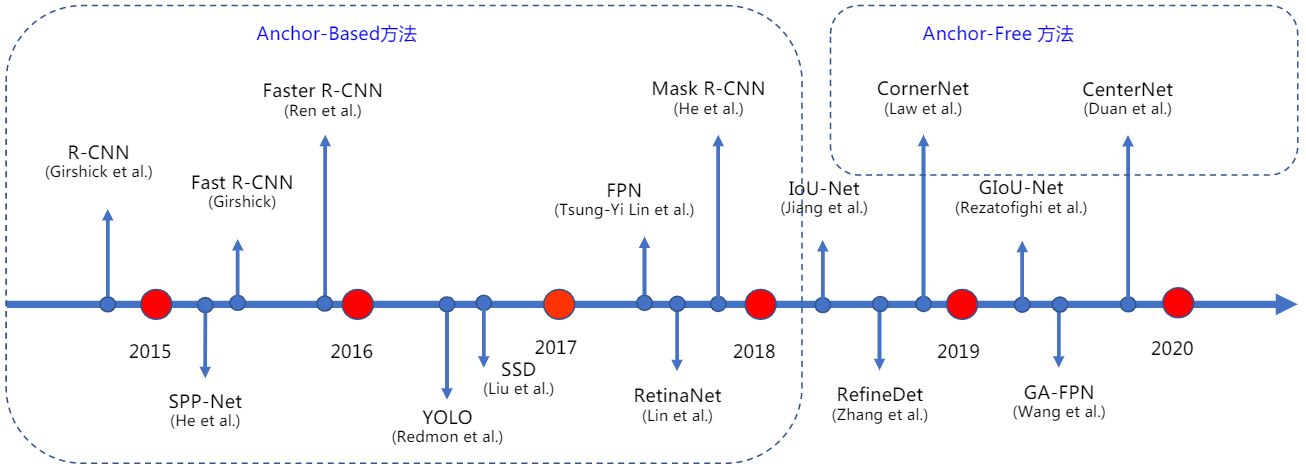 Anchor-Based方法
Anchor-Free 方法
R-CNN
(Girshick et al.)
Fast R-CNN
(Girshick)
Faster R-CNN
(Ren et al.)
FPN
(Tsung-Yi Lin et al.)
Mask R-CNN
(He et al.)
IoU-Net
(Jiang et al.)
CornerNet
(Law et al.)
GIoU-Net
(Rezatofighi et al.)
CenterNet
(Duan et al.)
2015
2016
2017
2018
2019
2020
SPP-Net
(He et al.)
YOLO
(Redmon et al.)
SSD
(Liu et al.)
RetinaNet
(Lin et al.)
RefineDet
(Zhang et al.)
GA-FPN
(Wang et al.)